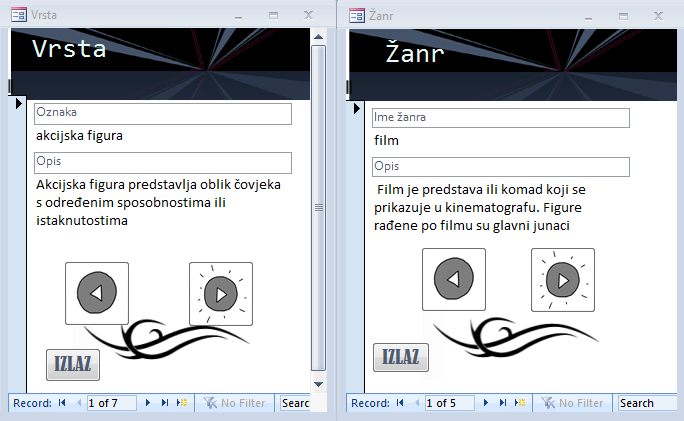 Vrsta
Vrsta
Oznaka
akcijska figura
Opis
Akcijska figura predstavlja oblik čovjeka
s određenim sposobnostima ili
istaknutostima
IZLAZ
Record: 1 of 7 No Filter Searc
Žanr
Žanr
Ime žanra
film
Opis
Film je predstava ili komad koji se
prikazuje u kinematografu. Figure
rađene po filmu su glavni junaci
IZLAZ
Record: 1 of 5 No Filter Search